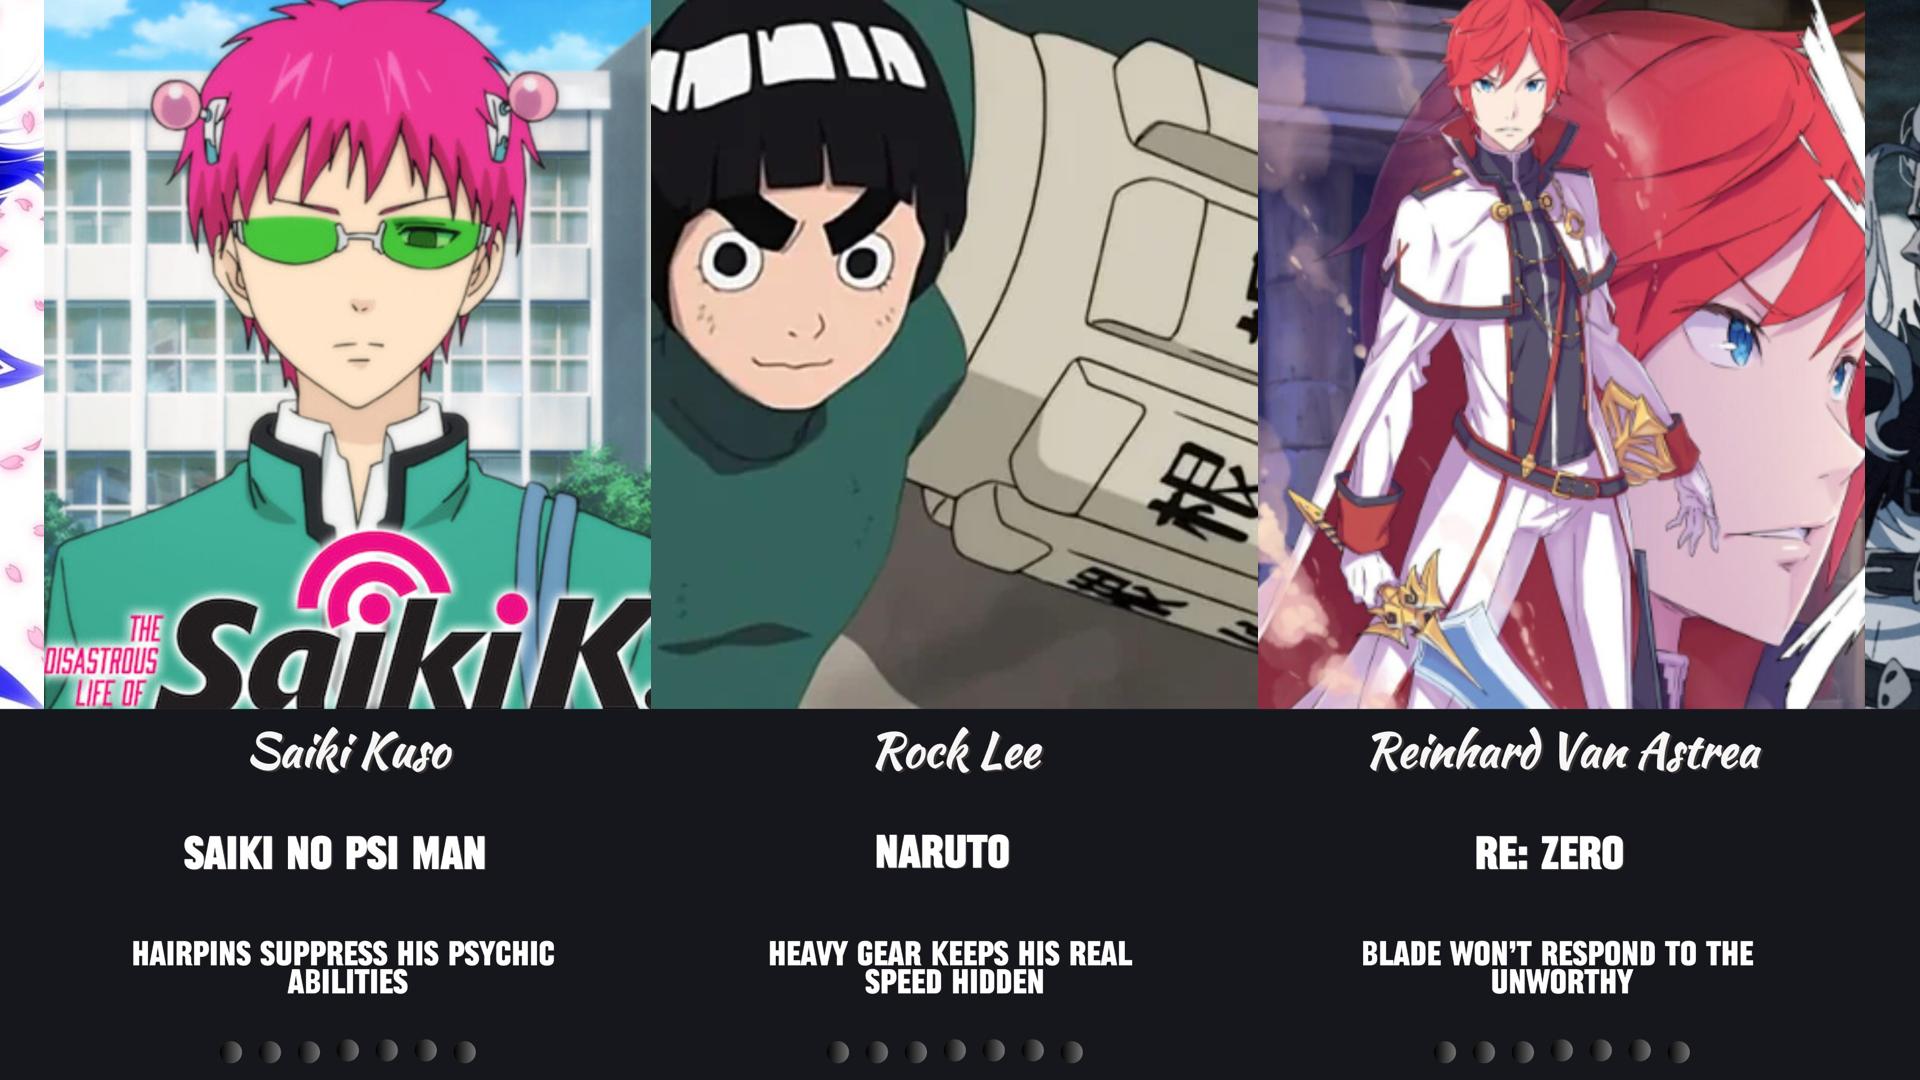 THE
DISASTROUS
LIFE OF
Saiki K.
根
Saiki Kuso
Rock Lee
Reinhard Van Astrea
SAIKI NO PSI MAN
NARUTO
RE: ZERO
HAIRPINS SUPPRESS HIS PSYCHIC
ABILITIES
HEAVY GEAR KEEPS HIS REAL
SPEED HIDDEN
BLADE WON'T RESPOND TO THE
UNWORTHY